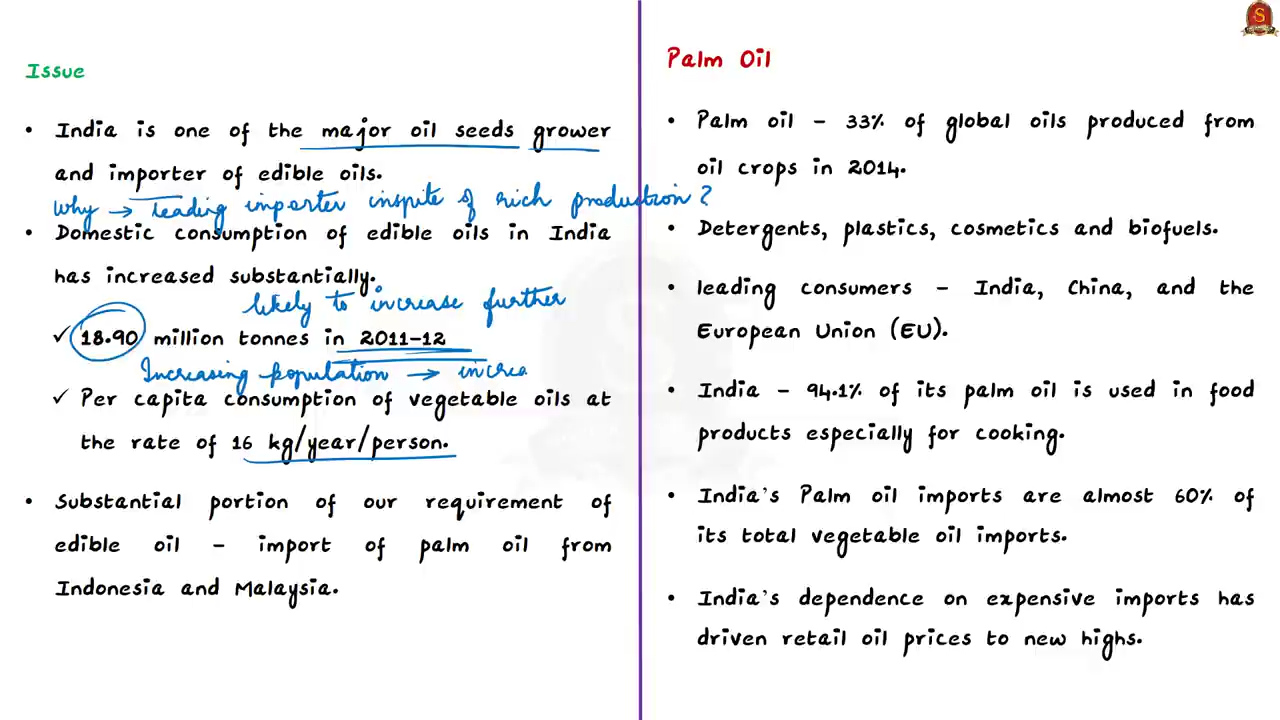 Issue
• India is one of the major oil seeds grower
and importer of edible oils.
why → leading importer inspite of rich production?
• Domestic consumption of edible oils in India
has increased substantially.
likely to increase further
✓ 18.90 million tonnes in 2011-12
Increasing population → increa
✓ Per capita consumption of vegetable oils at
the rate of 16 kg/year/person.
• Substantial portion of our requirement of
edible oil - import of palm oil from
Indonesia and Malaysia.
Palm Oil
• Palm oil - 33% of global oils produced from
oil crops in 2014.
• Detergents, plastics, cosmetics and biofuels.
• leading consumers - India, China, and the
European Union (EU).
• India - 94.1% of its palm oil is used in food
products especially for cooking.
• India's Palm oil imports are almost 60% of
its total vegetable oil imports.
• India's dependence on expensive imports has
driven retail oil prices to new highs.